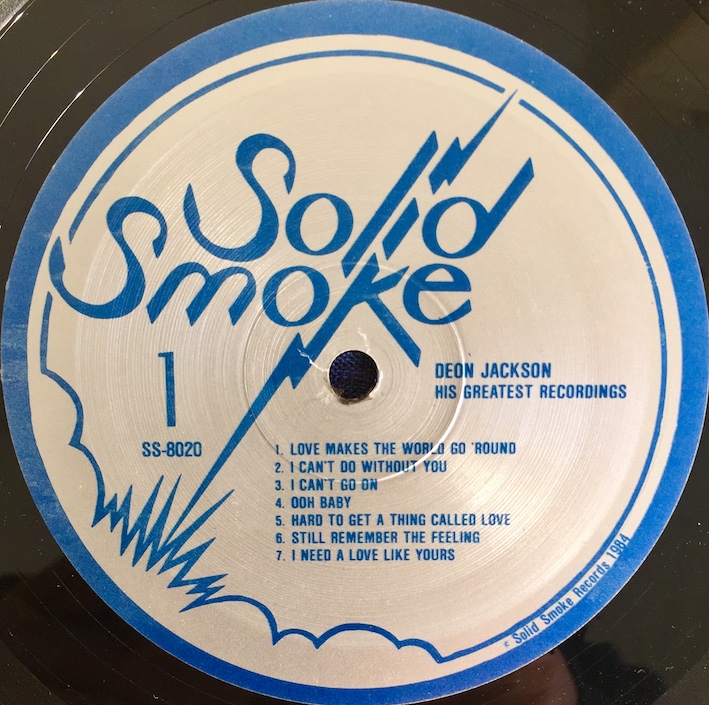 Solid
Smoke
1
SS-8020
DEON JACKSON
HIS GREATEST RECORDINGS
1. LOVE MAKES THE WORLD GO 'ROUND
2. I CAN'T DO WITHOUT YOU
3. I CAN'T GO ON
4. OOH BABY
5. HARD TO GET A THING CALLED LOVE
6. STILL REMEMBER THE FEELING
7. I NEED A LOVE LIKE YOURS
© Solid Smoke Records 1984